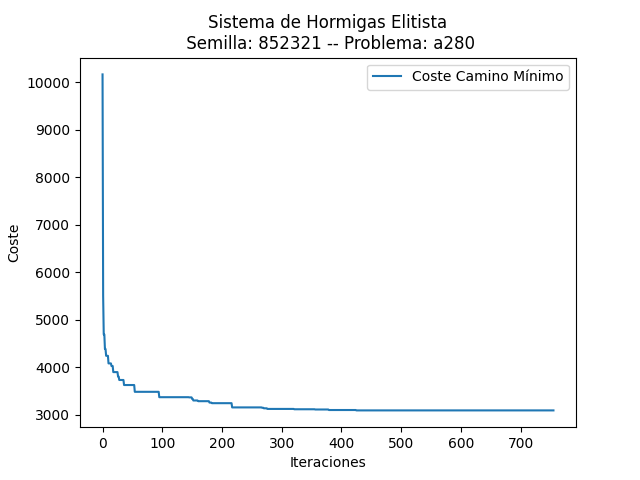 Sistema de Hormigas Elitista
Semilla: 852321 -- Problema: a280
Coste Camino Mínimo
10000
9000
8000
7000
6000
5000
4000
3000
Coste
0 100 200 300 400 500 600 700
Iteraciones